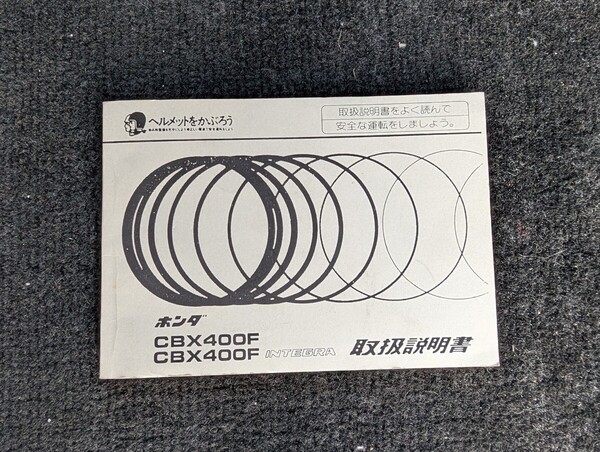 ヘルメットをかぶろう
取扱説明書をよく読んで
安全な運転をしましょう。
ホンダ
CBX400F
CBX400F INTEGRA
取扱説明書